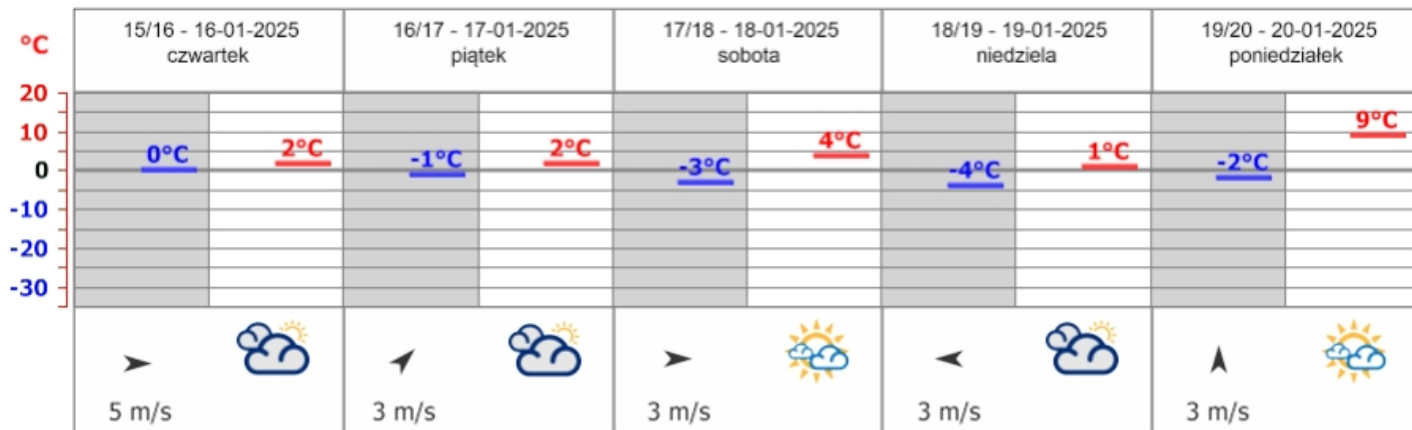 °C
15/16 - 16-01-2025
czwartek
16/17 - 17-01-2025
piątek
17/18 - 18-01-2025
sobota
18/19 - 19-01-2025
niedziela
19/20 - 20-01-2025
poniedziałek
20
10
0
-10
-20
-30
0°C
2°C
-1°C
2°C
-3°C
4°C
-4°C
1°C
-2°C
9°C
5 m/s
3 m/s
3 m/s
3 m/s
3 m/s